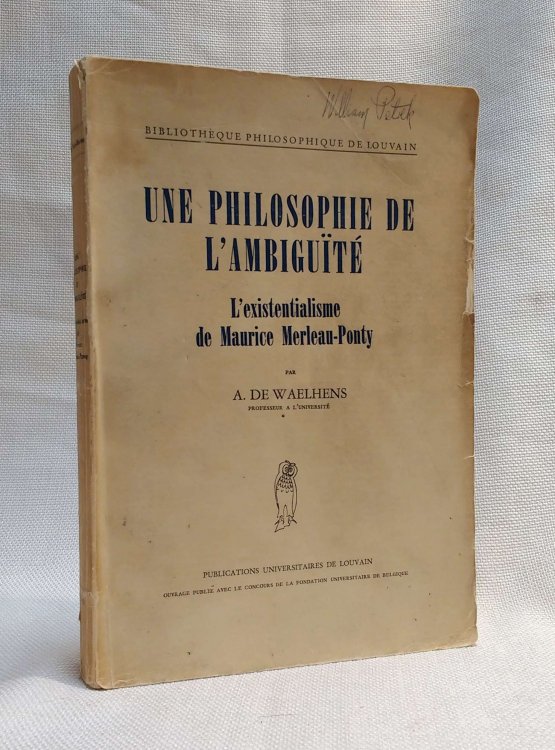 William Petek
BIBLIOTHÈQUE PHILOSOPHIQUE DE LOUVAIN
UNE PHILOSOPHIE DE
L'AMBIGUÏTÉ
L'existentialisme
de Maurice Merleau-Ponty
PAR
A. DE WAELHENS
PROFESSEUR A L'UNIVERSITÉ
PUBLICATIONS UNIVERSITAIRES DE LOUVAIN
OUVRAGE PUBLIÉ AVEC LE CONCOURS DE LA FONDATION UNIVERSITAIRE DE BELGIQUE